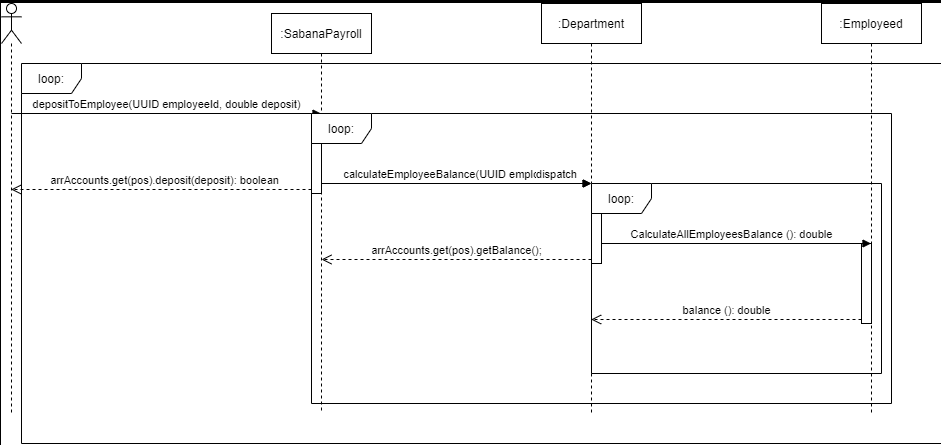 :SabanaPayroll
:Department
:Employeed
loop:
depositToEmployee(UUID employeeId, double deposit)
loop:
arrAccounts.get(pos).deposit(deposit): boolean
calculateEmployeeBalance(UUID dispatch
loop:
CalculateAllEmployeesBalance (): double
arrAccounts.get(pos).getBalance();
balance (): double